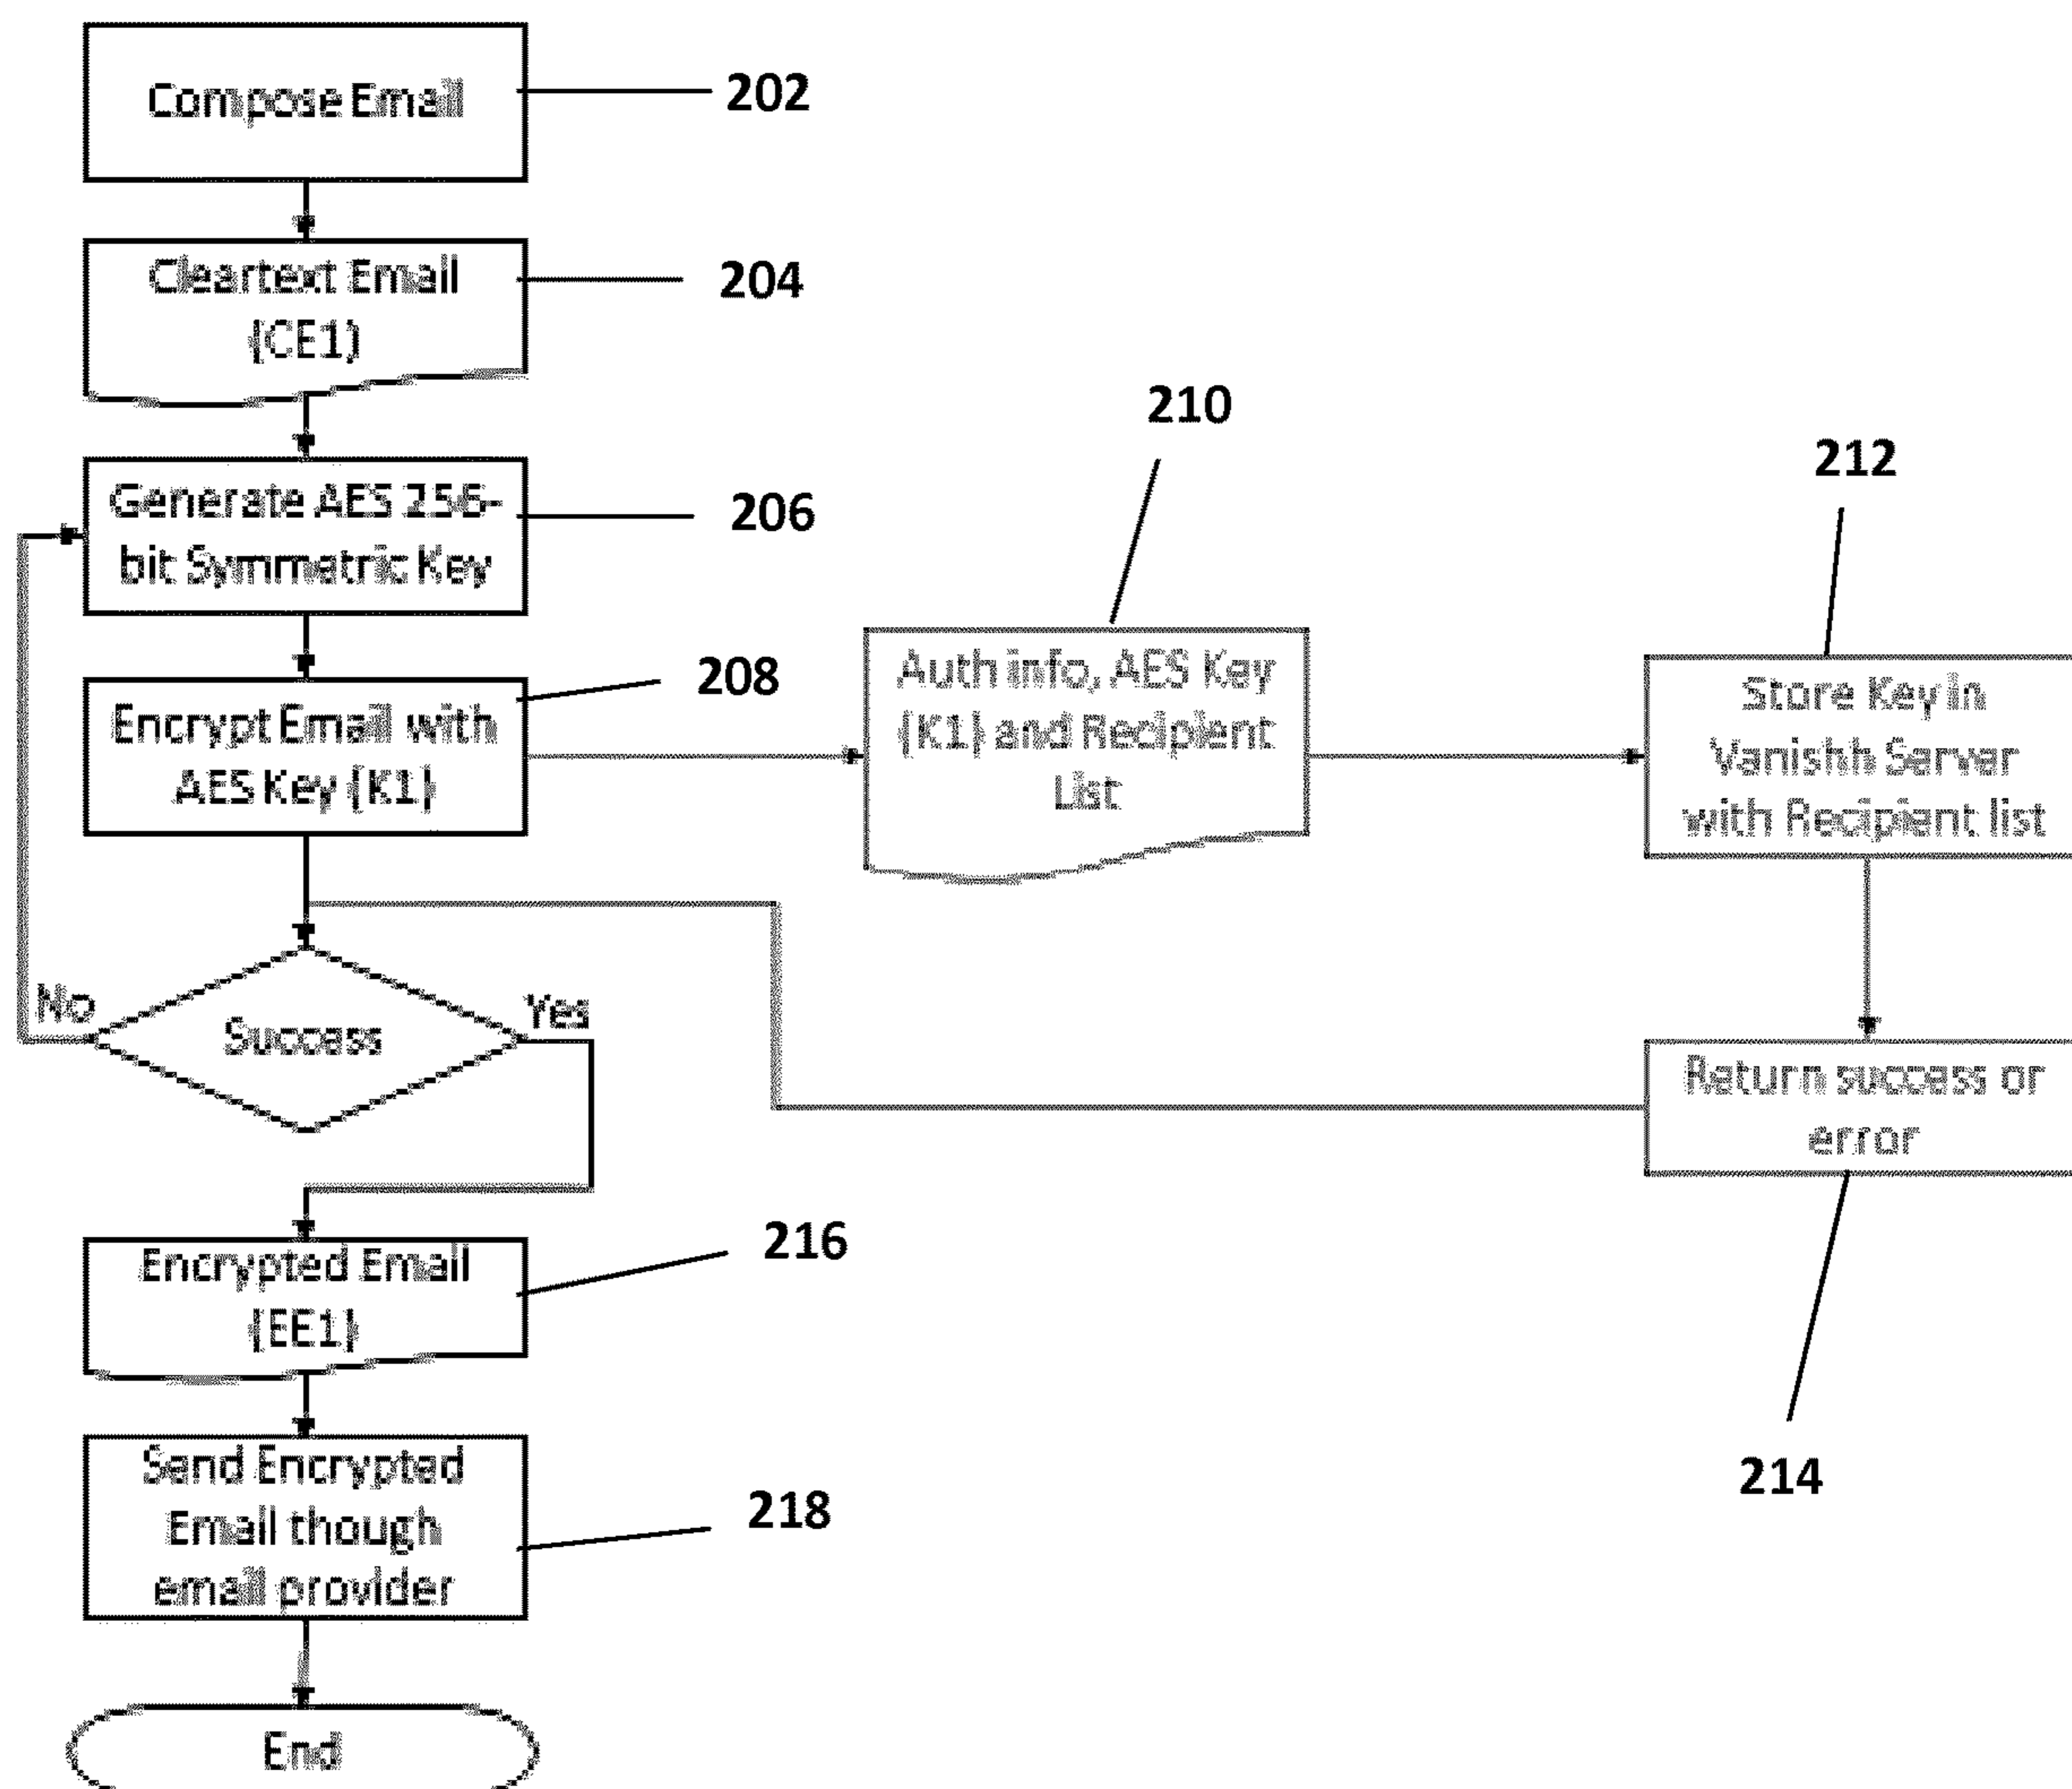 Compose Email
202
Cleartext Email
(CE1)
204
Generate AES 256-
bit Symmetric Key
206
Encrypt Email with
AES Key (K1)
208
210
Auth info, AES Key
(K1) and Recipient
List
212
Store Key in
Vanishh Server
with Recipient list
No
Success
Yes
Return success or
error
214
Encrypted Email
(EE1)
216
Send Encrypted
Email though
email provider
218
End